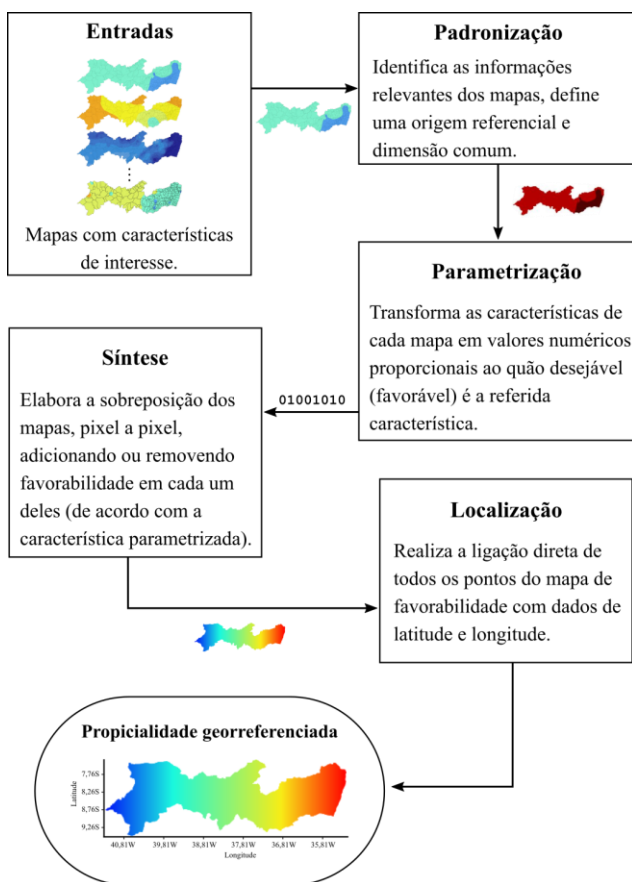 Entradas
Mapas com características
de interesse.
Padronização
Identifica as informações
relevantes dos mapas, define
uma origem referencial e
dimensão comum.
Parametrização
Transforma as características de
cada mapa em valores numéricos
proporcionais ao quão desejável
(favorável) é a referida
característica.
01001010
Síntese
Elabora a sobreposição dos
mapas, pixel a pixel,
adicionando ou removendo
favorabilidade em cada um
deles (de acordo com a
característica parametrizada).
Localização
Realiza a ligação direta de
todos os pontos do mapa de
favorabilidade com dados de
latitude e longitude.
Propicialidade georreferenciada
Latitude
7,76S
8,26S
8,76S
9,26S
40,81W 39,81W 38,81W 37,81W 36,81W 35,81W
Longitude